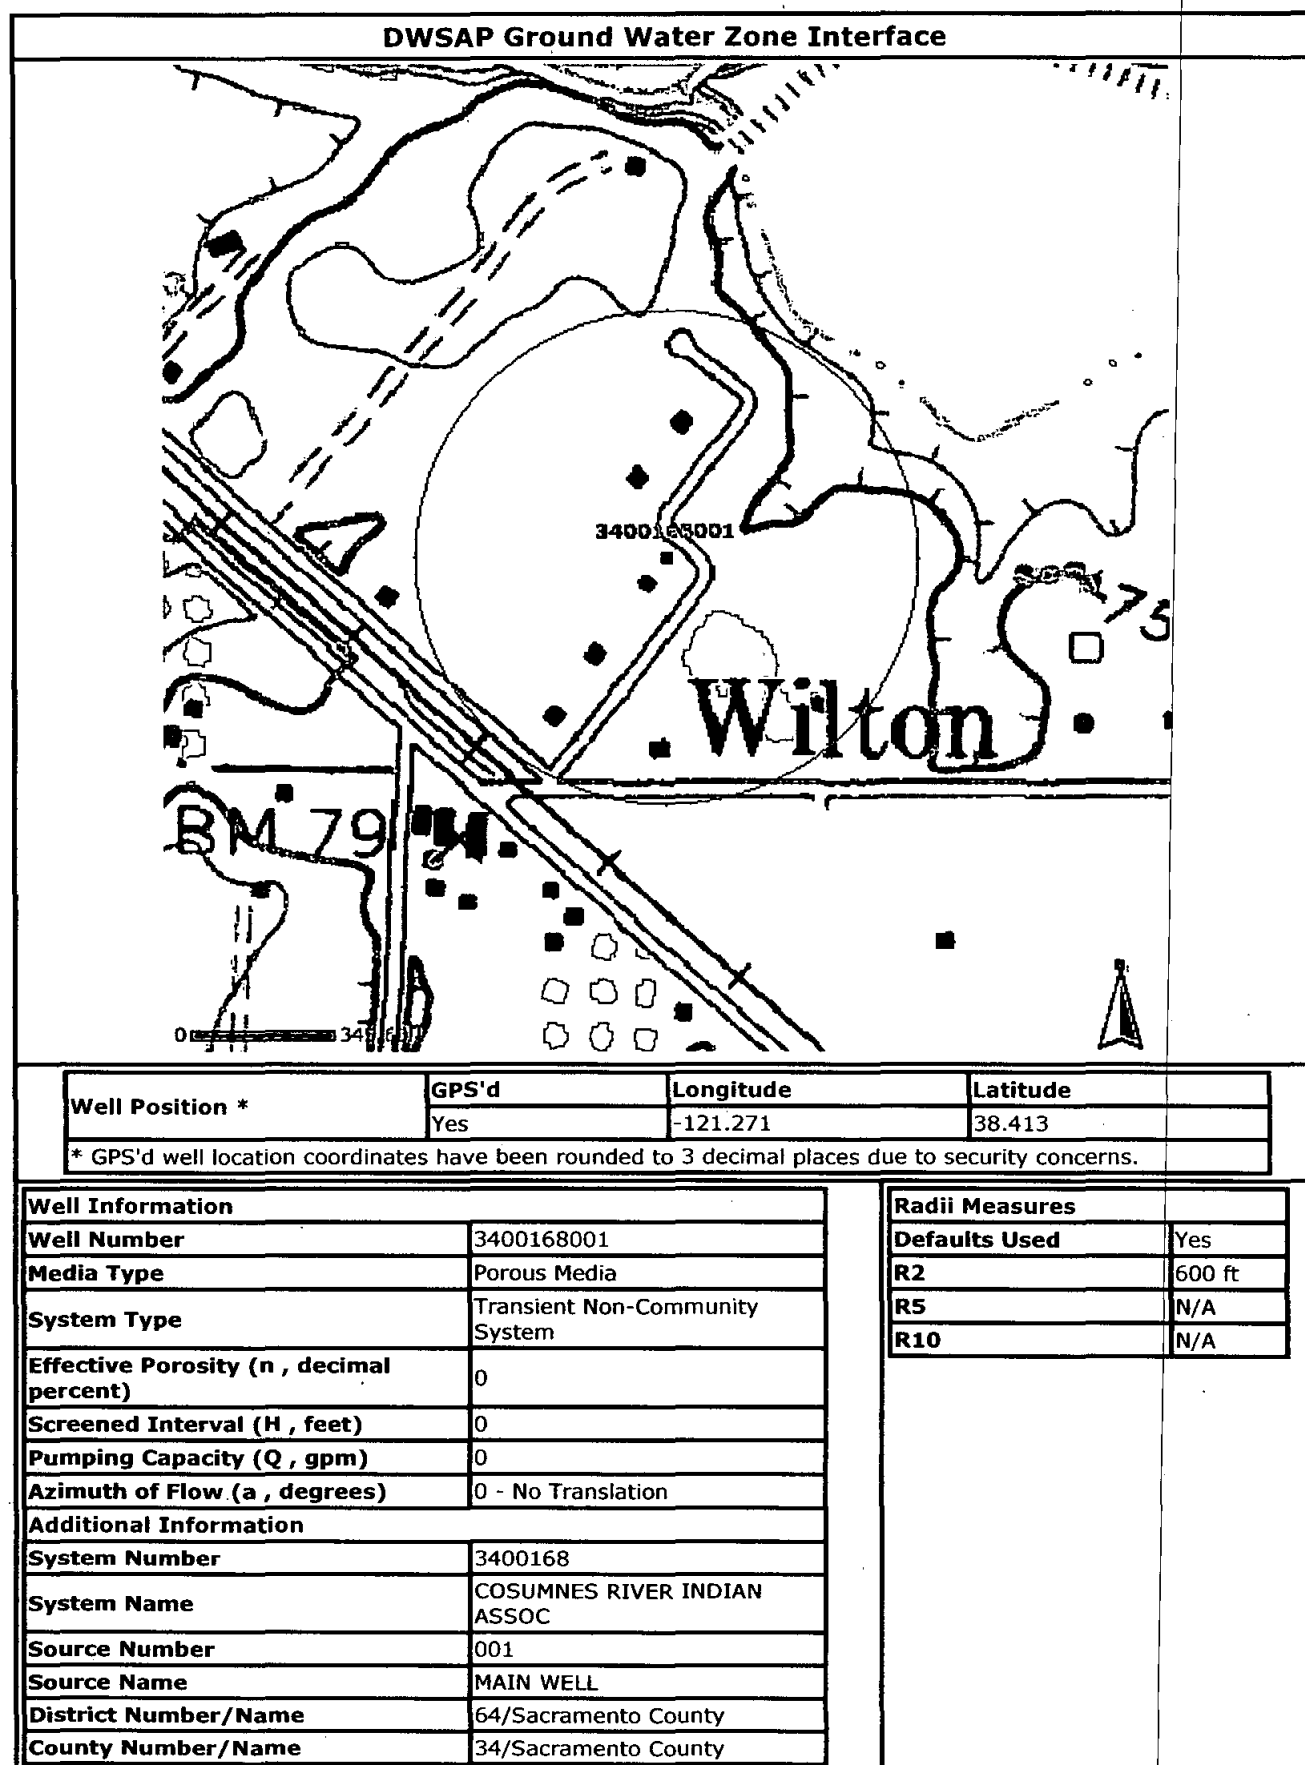 DWSAP Ground Water Zone Interface
3400168001
75
Wilton
BM 79
0
Well Position *
GPS'd Longitude Latitude
Yes -121.271 38.413
* GPS'd well location coordinates have been rounded to 3 decimal places due to security concerns.
Well Information
Well Number 3400168001
Media Type Porous Media
System Type Transient Non-Community
System
Effective Porosity (n , decimal
percent) 0
Screened Interval (H , feet) 0
Pumping Capacity (Q , gpm) 0
Azimuth of Flow (a , degrees) 0 - No Translation
Additional Information
System Number 3400168
System Name COSUMNES RIVER INDIAN
ASSOC
Source Number 001
Source Name MAIN WELL
District Number/Name 64/Sacramento County
County Number/Name 34/Sacramento County
Radii Measures
Defaults Used Yes
R2 600 ft
R5 N/A
R10 N/A